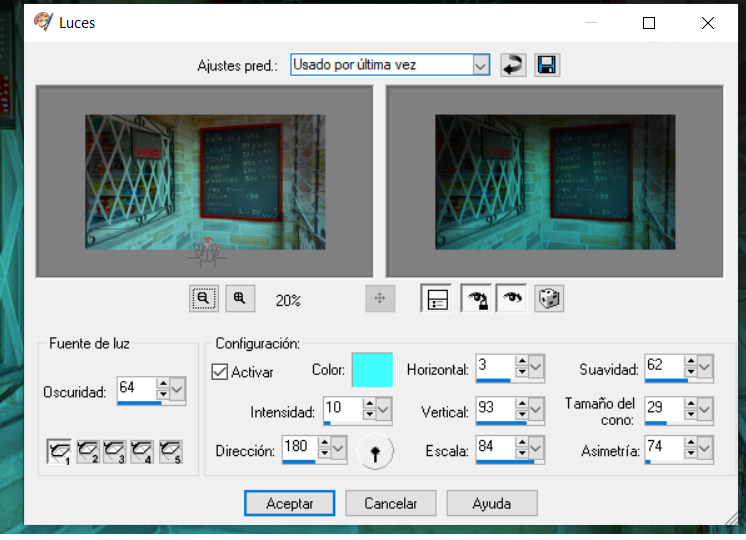 Luces
Ajustes pred.: Usado por última vez
20%
Fuente de luz
Oscuridad: 64
1 2 3 4 5
Configuración:
Activar Color: Horizontal: 3 Suavidad: 62
Intensidad: 10 Vertical: 93 Tamaño del cono: 29
Dirección: 180 Escala: 84 Asimetría: 74
Aceptar Cancelar Ayuda